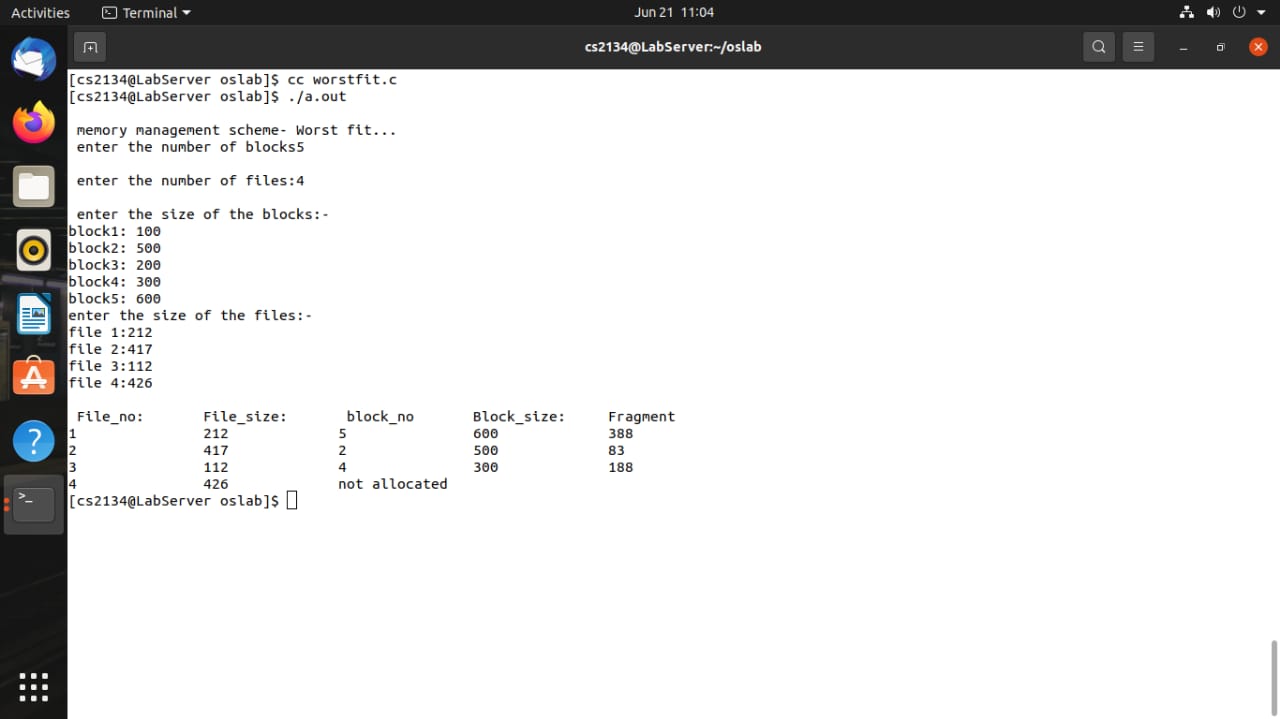 Activities Terminal Jun 21 11:04
cs2134@LabServer:~/oslab
[cs2134@LabServer oslab]$ cc worstfit.c
[cs2134@LabServer oslab]$ ./a.out
memory management scheme- Worst fit...
enter the number of blocks5
enter the number of files:4
enter the size of the blocks:-
block1: 100
block2: 500
block3: 200
block4: 300
block5: 600
enter the size of the files:-
file 1:212
file 2:417
file 3:112
file 4:426
File_no: File_size: block_no Block_size: Fragment
1 212 5 600 388
2 417 2 500 83
3 112 4 300 188
4 426 not allocated
[cs2134@LabServer oslab]$